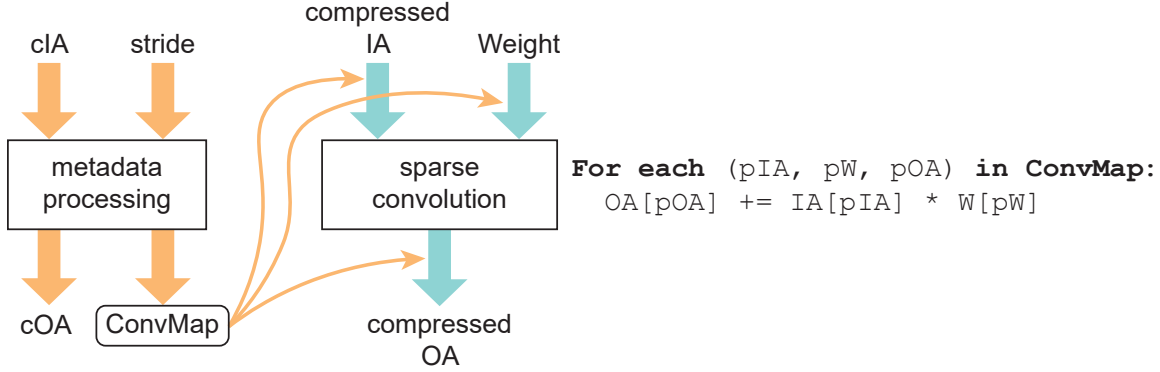 compressed
cIA
stride
IA
Weight
metadata
processing
sparse
convolution
For each (pIA, pW, pOA) in ConvMap:
OA[pOA] += IA[pIA] * W[pW]
cOA
ConvMap
compressed
OA